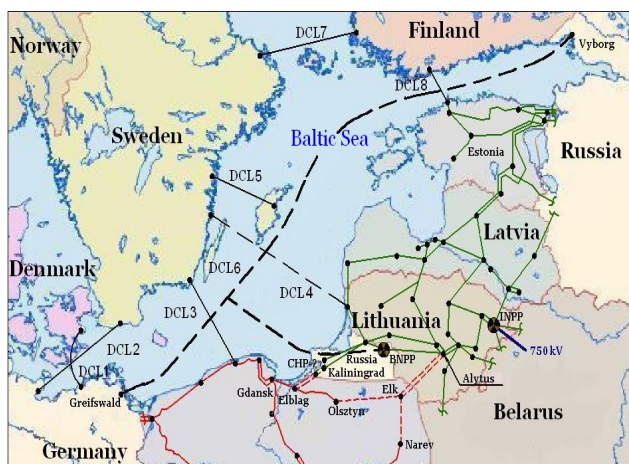 DCL7
Finland
Norway
Vyborg
DCL8
Sweden
Baltic Sea
Estonia
Russia
DCL5
Latvia
Denmark
DCL6
DCL4
DCL3
Lithuania
INPP
DCL2
750 kV
CHP-2
Russia
BNPP
DCL1
Kaliningrad
Alytus
Greifswald
Gdansk
Elblag
Elk
Olsztyn
Belarus
Germany
Narev